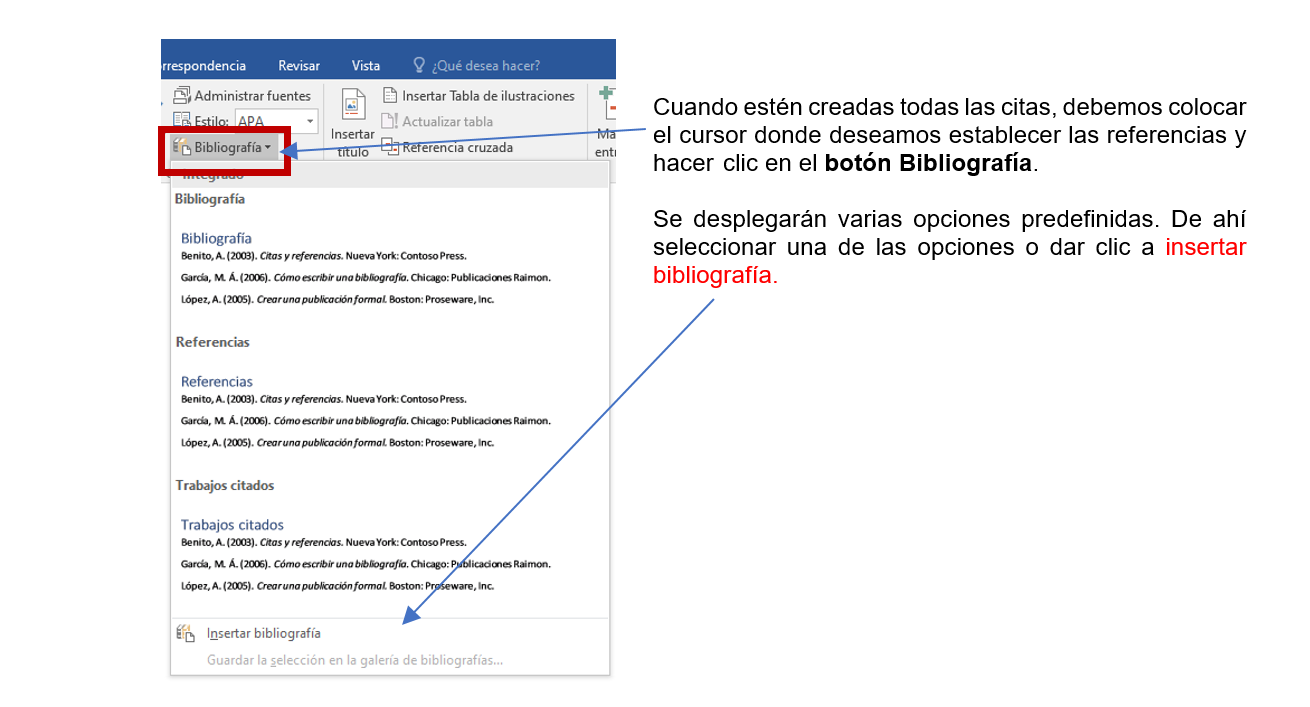 rrespondencia Revisar Vista ¿Qué desea hacer?
Administrar fuentes
Estilo: APA
Bibliografía
Insertar título
Insertar Tabla de ilustraciones
Actualizar tabla
Referencia cruzada
Ma
entr
Integrado
Bibliografía
Bibliografía
Benito, A. (2003). Citas y referencias. Nueva York: Contoso Press.
García, M. Á. (2006). Cómo escribir una bibliografía. Chicago: Publicaciones Raimon.
López, A. (2005). Crear una publicación formal. Boston: Proseware, Inc.
Referencias
Referencias
Benito, A. (2003). Citas y referencias. Nueva York: Contoso Press.
García, M. Á. (2006). Cómo escribir una bibliografía. Chicago: Publicaciones Raimon.
López, A. (2005). Crear una publicación formal. Boston: Proseware, Inc.
Trabajos citados
Trabajos citados
Benito, A. (2003). Citas y referencias. Nueva York: Contoso Press.
García, M. Á. (2006). Cómo escribir una bibliografía. Chicago: Publicaciones Raimon.
López, A. (2005). Crear una publicación formal. Boston: Proseware, Inc.
Insertar bibliografía
Guardar la selección en la galería de bibliografías...
Cuando estén creadas todas las citas, debemos colocar
el cursor donde deseamos establecer las referencias y
hacer clic en el botón Bibliografía.
Se desplegarán varias opciones predefinidas. De ahí
seleccionar una de las opciones o dar clic a insertar
bibliografía.